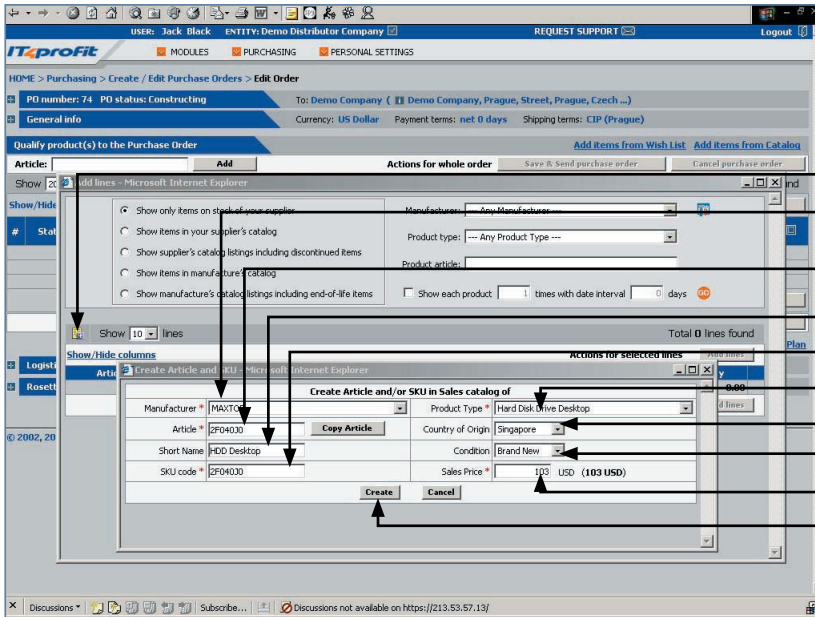 USER: Jack Black ENTITY: Demo Distributor Company REQUEST SUPPORT Logout
IT4profit MODULES PURCHASING PERSONAL SETTINGS
HOME > Purchasing > Create / Edit Purchase Orders > Edit Order
PO number: 74 PO status: Constructing To: Demo Company ( Demo Company, Prague, Street, Prague, Czech ...)
General info Currency: US Dollar Payment terms: net 0 days Shipping terms: CIP (Prague)
Qualify product(s) to the Purchase Order Add items from Wish List Add items from Catalog
Article: Add Actions for whole order Save & Send purchase order Cancel purchase order
Show 20
Add lines - Microsoft Internet Explorer
Show/Hide
# Stat
Show only items on stock of your supplier Manufacturer: --- Any Manufacturer ---
Show items in your supplier's catalog Product type: --- Any Product Type ---
Show supplier's catalog listings including discontinued items
Show items in manufacture's catalog Product article:
Show manufacture's catalog listings including end-of-life items Show each product 1 times with date interval 0 days GO
Show 10 lines Total 0 lines found
Plan
Show/Hide columns Actions for selected lines Add lines
Logisti
Artic
Create Article and SKU - Microsoft Internet Explorer
y
Rosett
0.00
d lines
Create Article and/or SKU in Sales catalog of
Manufacturer * MAXTOR Product Type * Hard Disk Drive Desktop
Article * 2F040J0 Copy Article Country of Origin Singapore
Short Name HDD Desktop Condition Brand New
SKU code * 2F040J0 Sales Price * 103 USD (103 USD)
Create Cancel
© 2002, 20
Discussions Subscribe... Discussions not available on https://213.53.57.13/